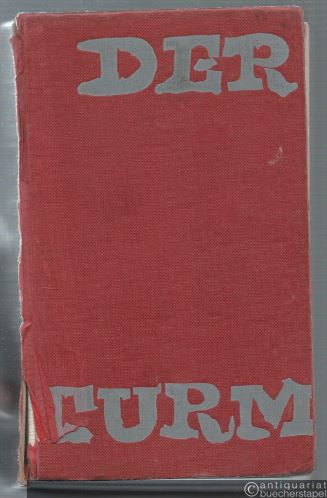 DER
TURM
antiquariat
buecherstapel